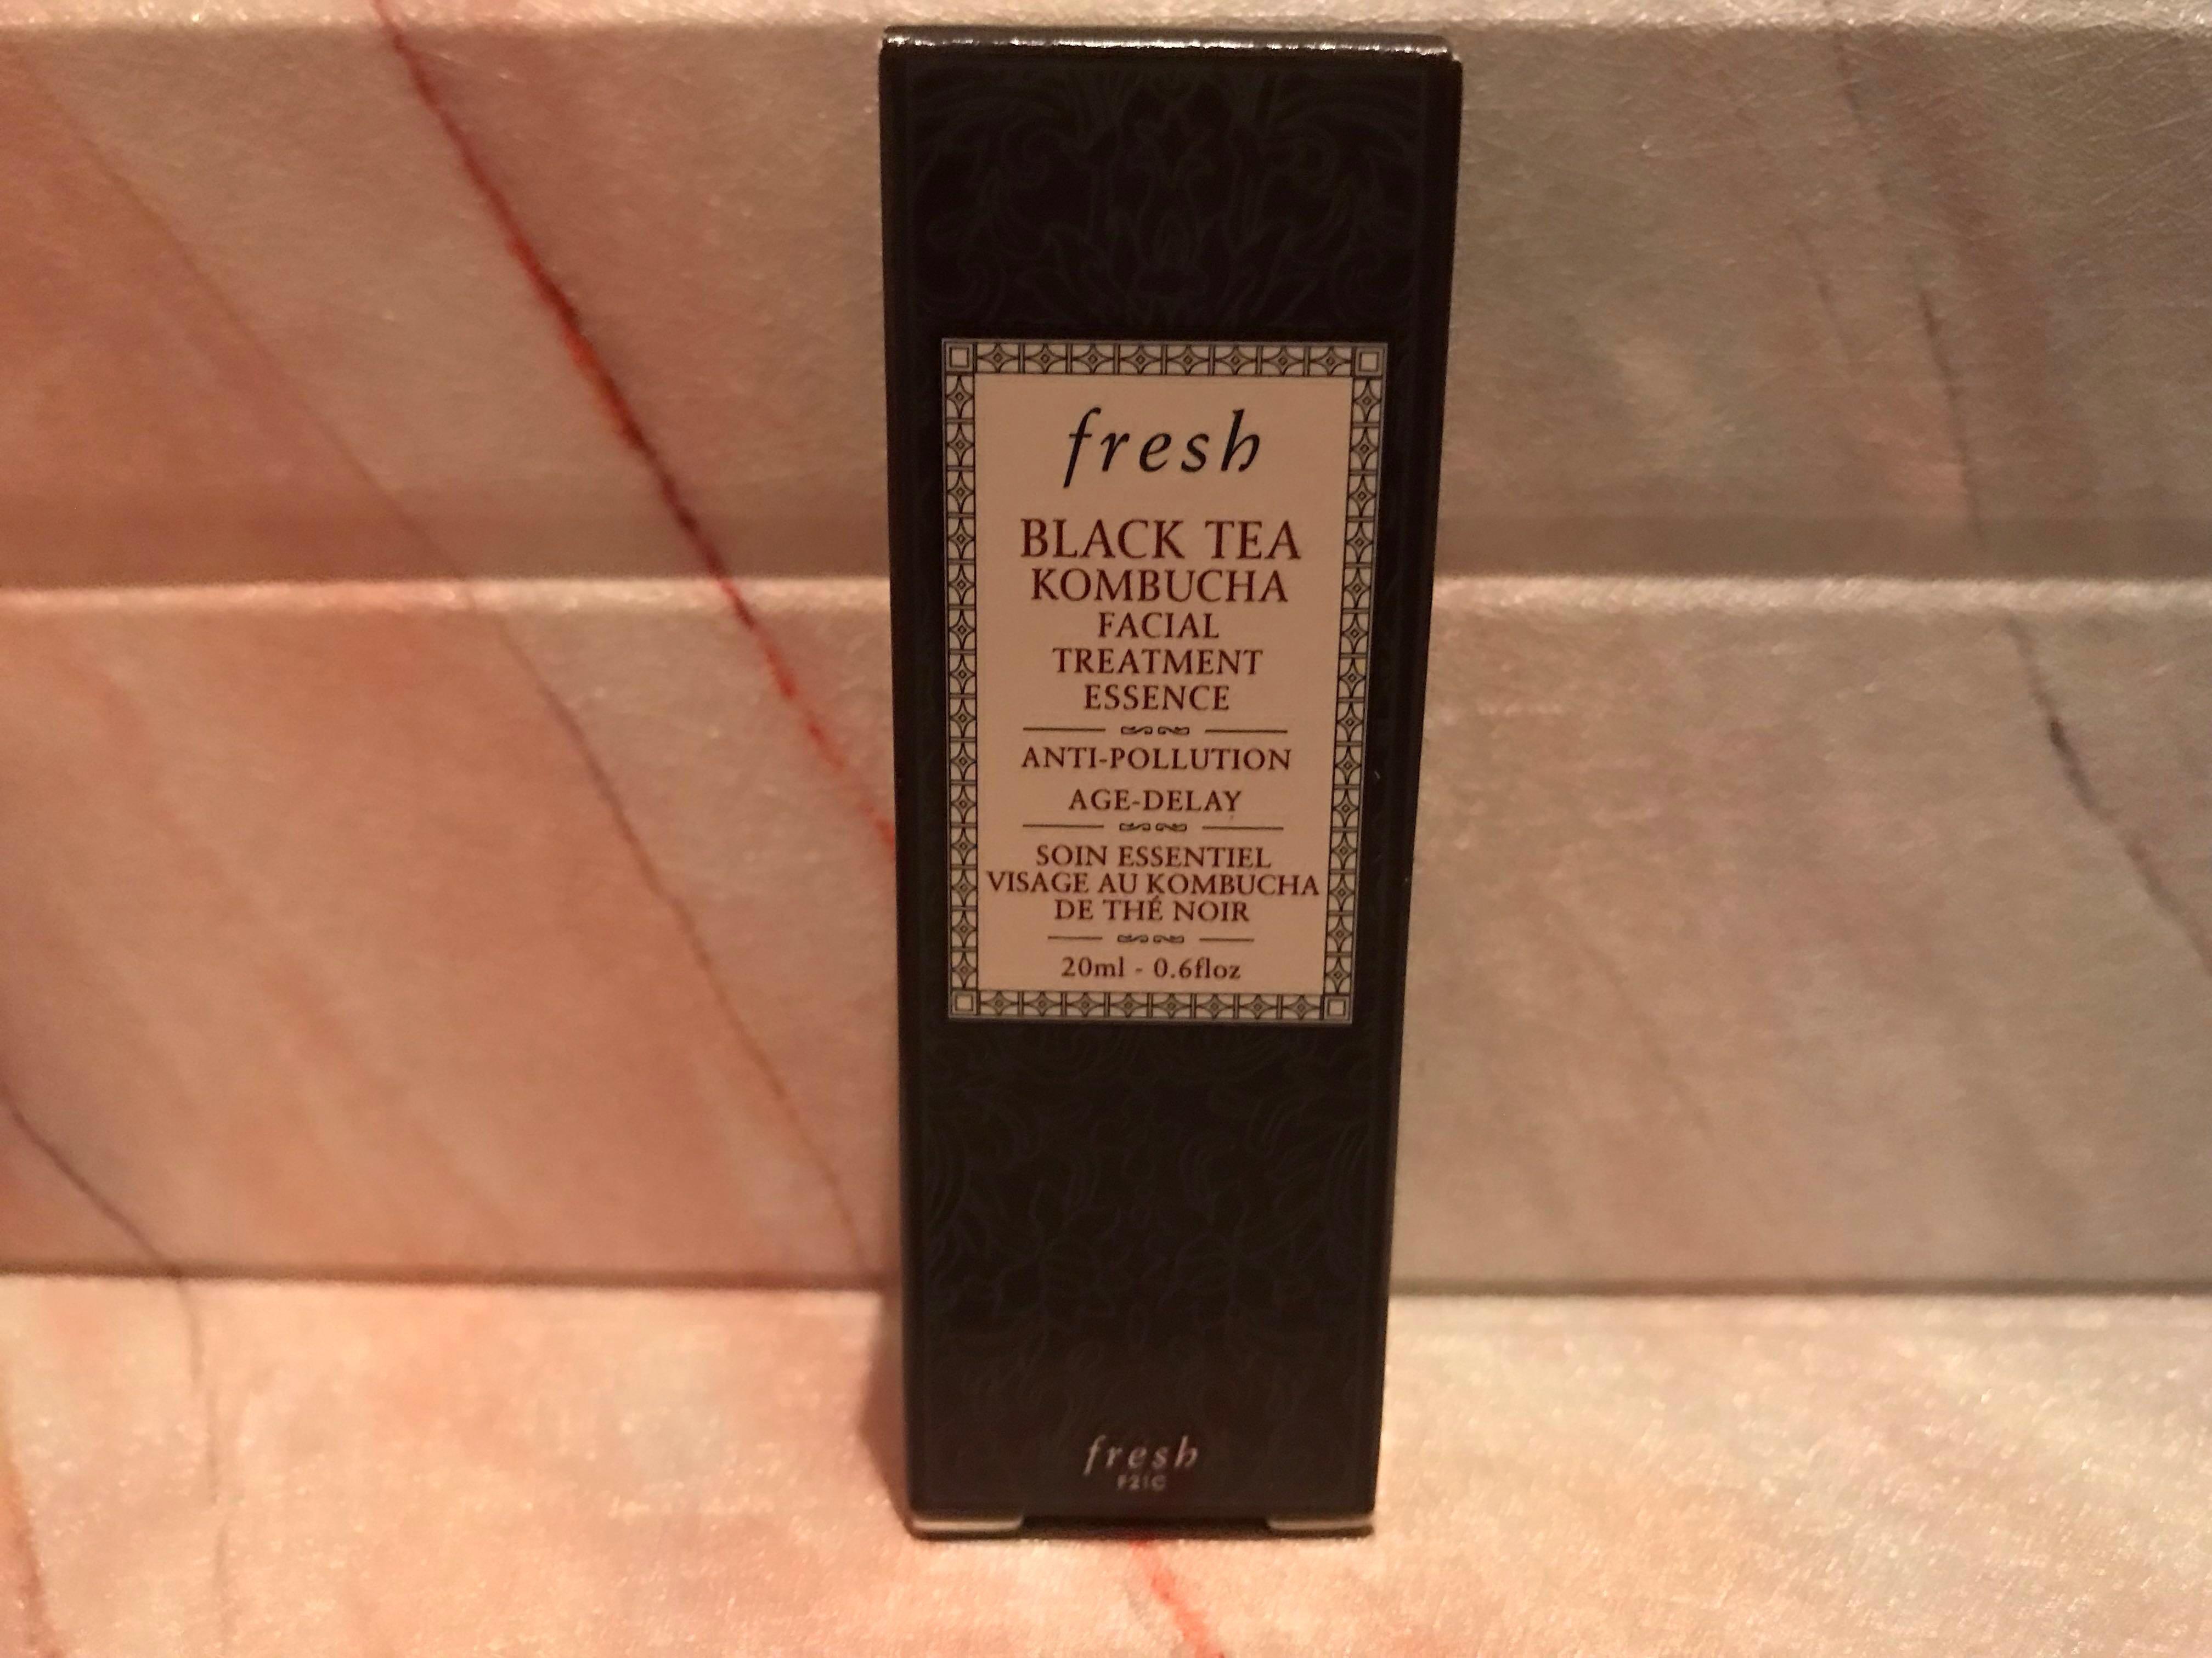 fresh
BLACK TEA
KOMBUCHA
FACIAL
TREATMENT
ESSENCE
ANTI-POLLUTION
AGE-DELAY
SOIN ESSENTIEL
VISAGE AU KOMBUCHA
DE THÉ NOIR
20ml - 0.6floz
fresh
F21C